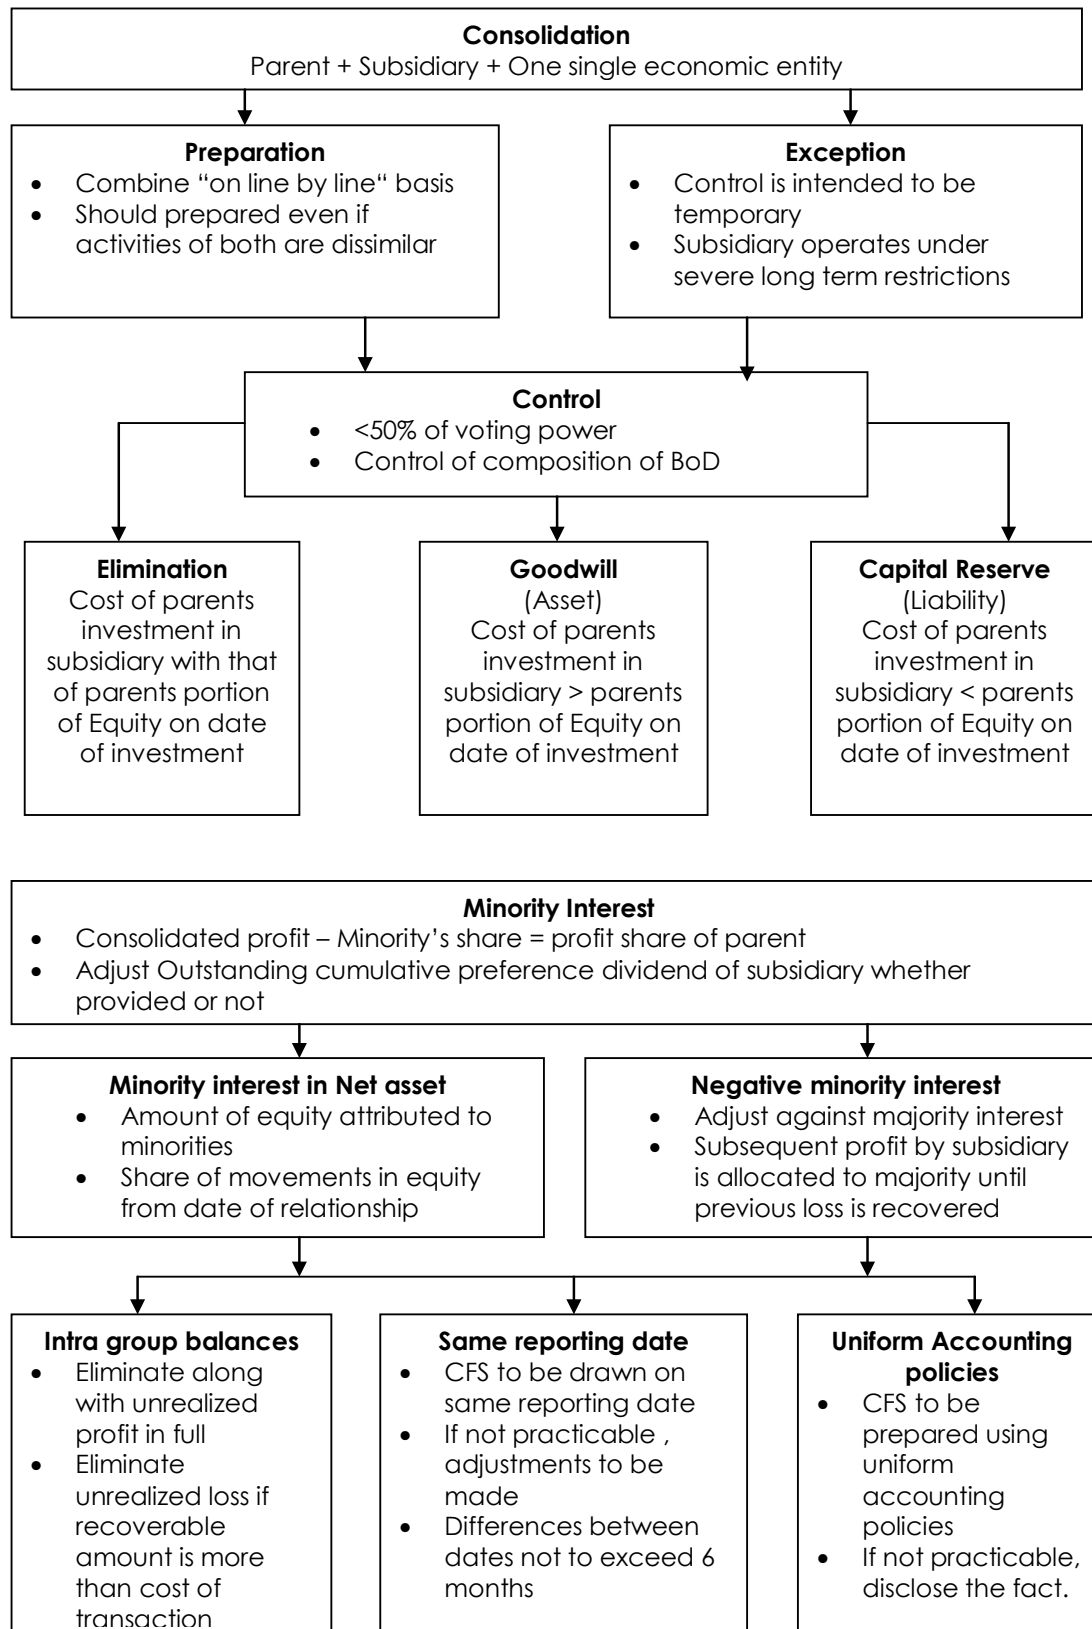 Consolidation
Parent + Subsidiary + One single economic entity
Preparation
• Combine “on line by line“ basis
• Should prepared even if
activities of both are dissimilar
Exception
• Control is intended to be
temporary
• Subsidiary operates under
severe long term restrictions
Control
• <50% of voting power
• Control of composition of BoD
Elimination
Cost of parents
investment in
subsidiary with that
of parents portion
of Equity on date
of investment
Goodwill
(Asset)
Cost of parents
investment in
subsidiary > parents
portion of Equity on
date of investment
Capital Reserve
(Liability)
Cost of parents
investment in
subsidiary < parents
portion of Equity on
date of investment
Minority Interest
• Consolidated profit – Minority’s share = profit share of parent
• Adjust Outstanding cumulative preference dividend of subsidiary whether
provided or not
Minority interest in Net asset
• Amount of equity attributed to
minorities
• Share of movements in equity
from date of relationship
Negative minority interest
• Adjust against majority interest
• Subsequent profit by subsidiary
is allocated to majority until
previous loss is recovered
Intra group balances
• Eliminate along
with unrealized
profit in full
• Eliminate
unrealized loss if
recoverable
amount is more
than cost of
transaction
Same reporting date
• CFS to be drawn on
same reporting date
• If not practicable ,
adjustments to be
made
• Differences between
dates not to exceed 6
months
Uniform Accounting
policies
• CFS to be
prepared using
uniform
accounting
policies
• If not practicable,
disclose the fact.